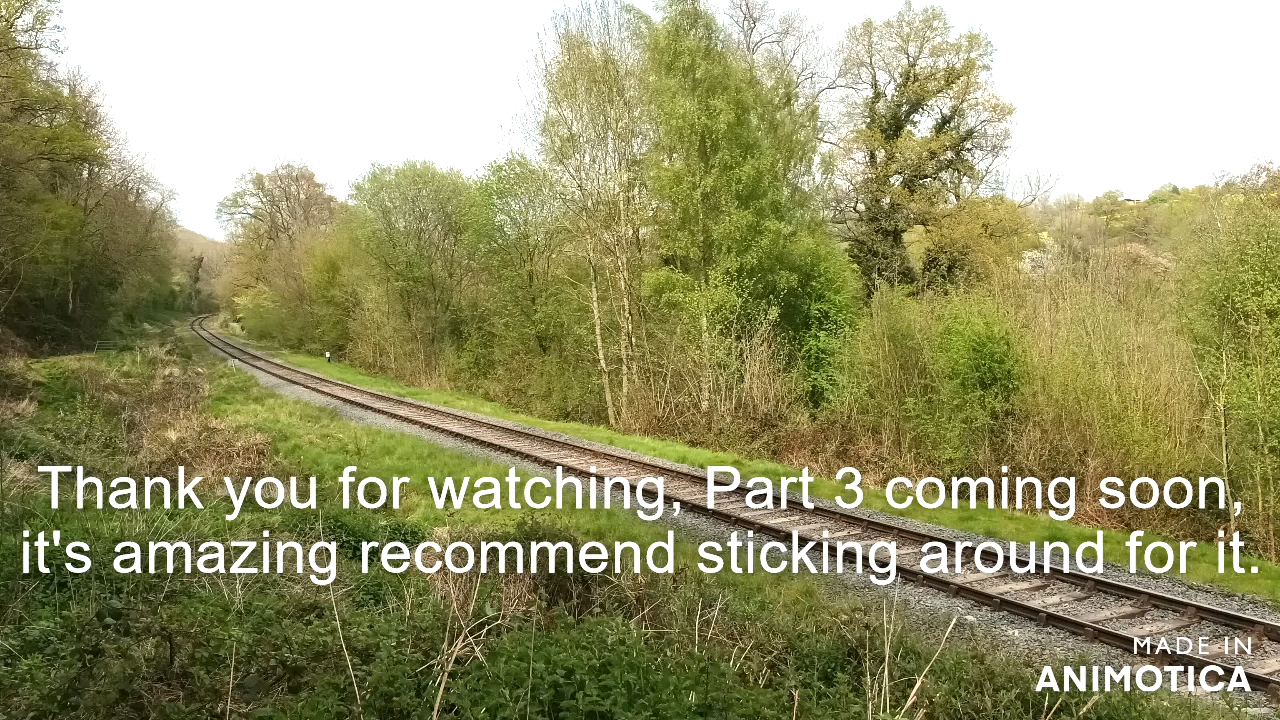 Thank you for watching, Part 3 coming soon,
it's amazing recommend sticking around for it.
MADE IN
ANIMOTICA